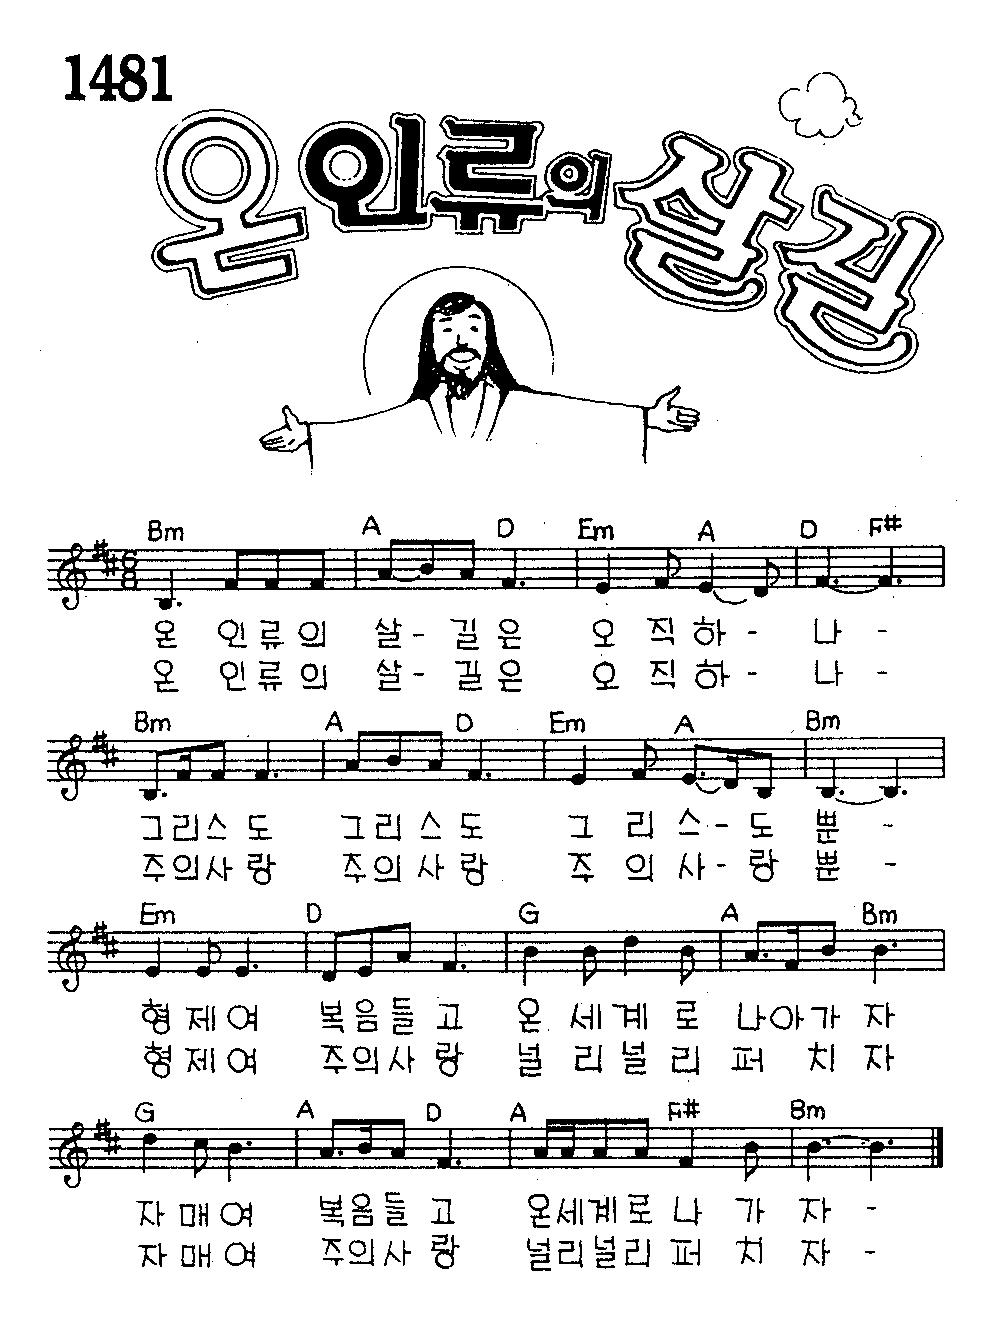 1481
온 인류의 살길
Bm A D Em A D F#
6
8
온 인류의 살- 길은 오 직하- 나 -
온 인류의 살- 길은 오 직하- 나 -
Bm A D Em A Bm
그리스도 그리스도 그 리 스-도 뿐 -
주의사랑 주의사랑 주 의 사-랑 뿐 -
Em D G A Bm
형제여 복음들고 온 세계로 나아가 자
형제여 주의사랑 널 리널리 퍼 치자
G A D A F# Bm
자매여 복음들고 온세계로 나 가 자 -
자매여 주의사랑 널리널리 퍼 치 자 -